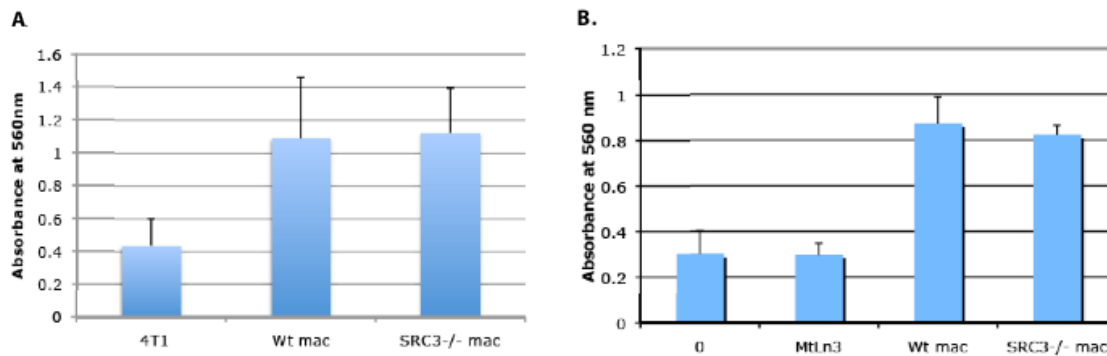 A.
Absorbance at 560nm
1.6
1.4
1.2
1
0.8
0.6
0.4
0.2
0
4T1 Wt mac SRC3-/- mac
B.
Absorbance at 560 nm
1.2
1
0.8
0.6
0.4
0.2
0
0 MtLn3 Wt mac SRC3-/- mac